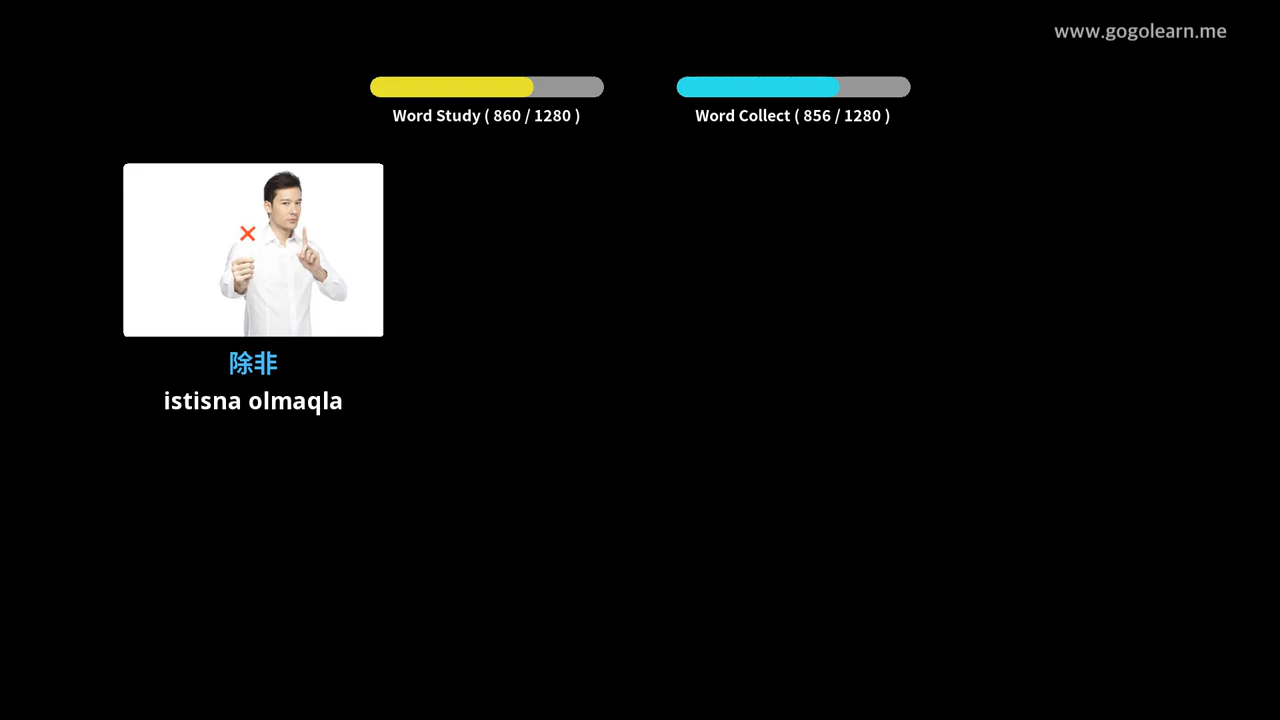 www.gogolearn.me
Word Study ( 860 / 1280 )
Word Collect ( 856 / 1280 )
除非
istisna olmaqla